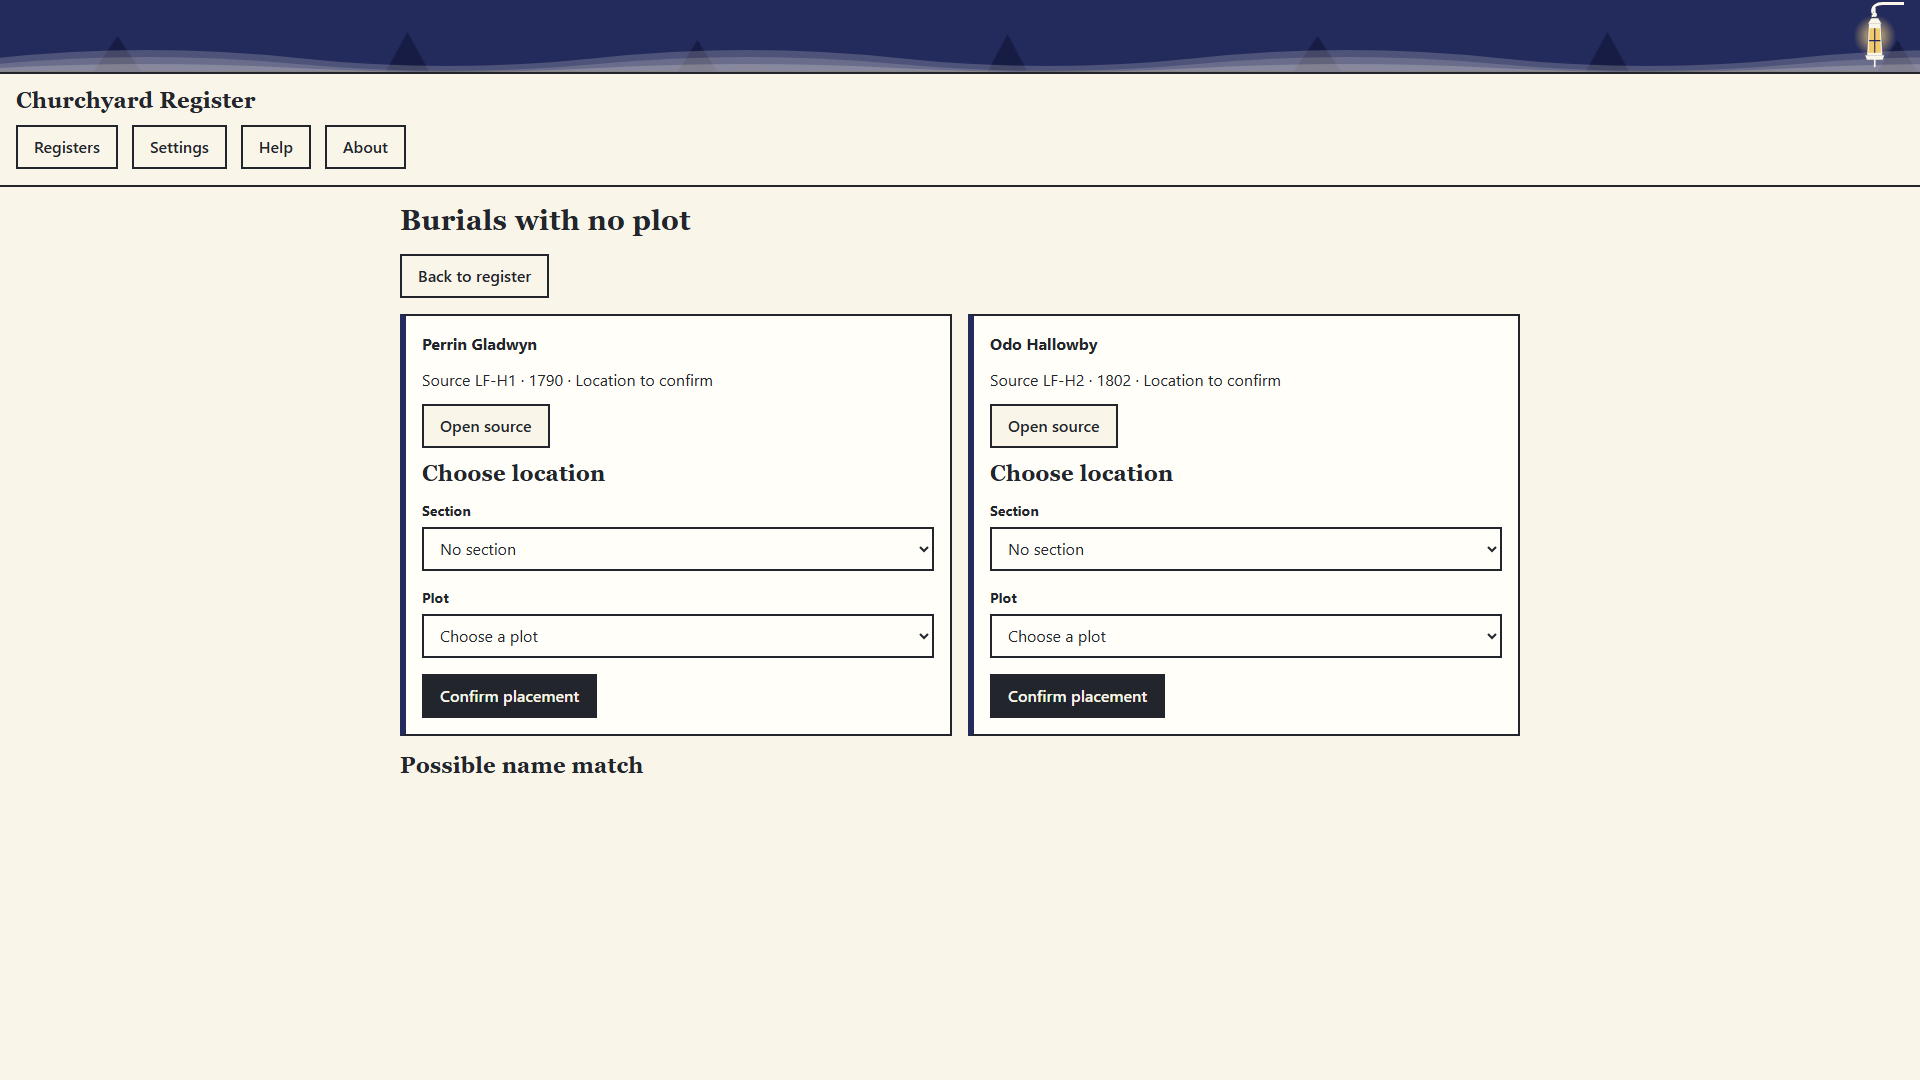 Churchyard Register
Registers
Settings
Help
About
Burials with no plot
Back to register
Perrin Gladwyn
Source LF-H1 · 1790 · Location to confirm
Open source
Choose location
Section
No section
Plot
Choose a plot
Confirm placement
Odo Hallowby
Source LF-H2 · 1802 · Location to confirm
Open source
Choose location
Section
No section
Plot
Choose a plot
Confirm placement
Possible name match